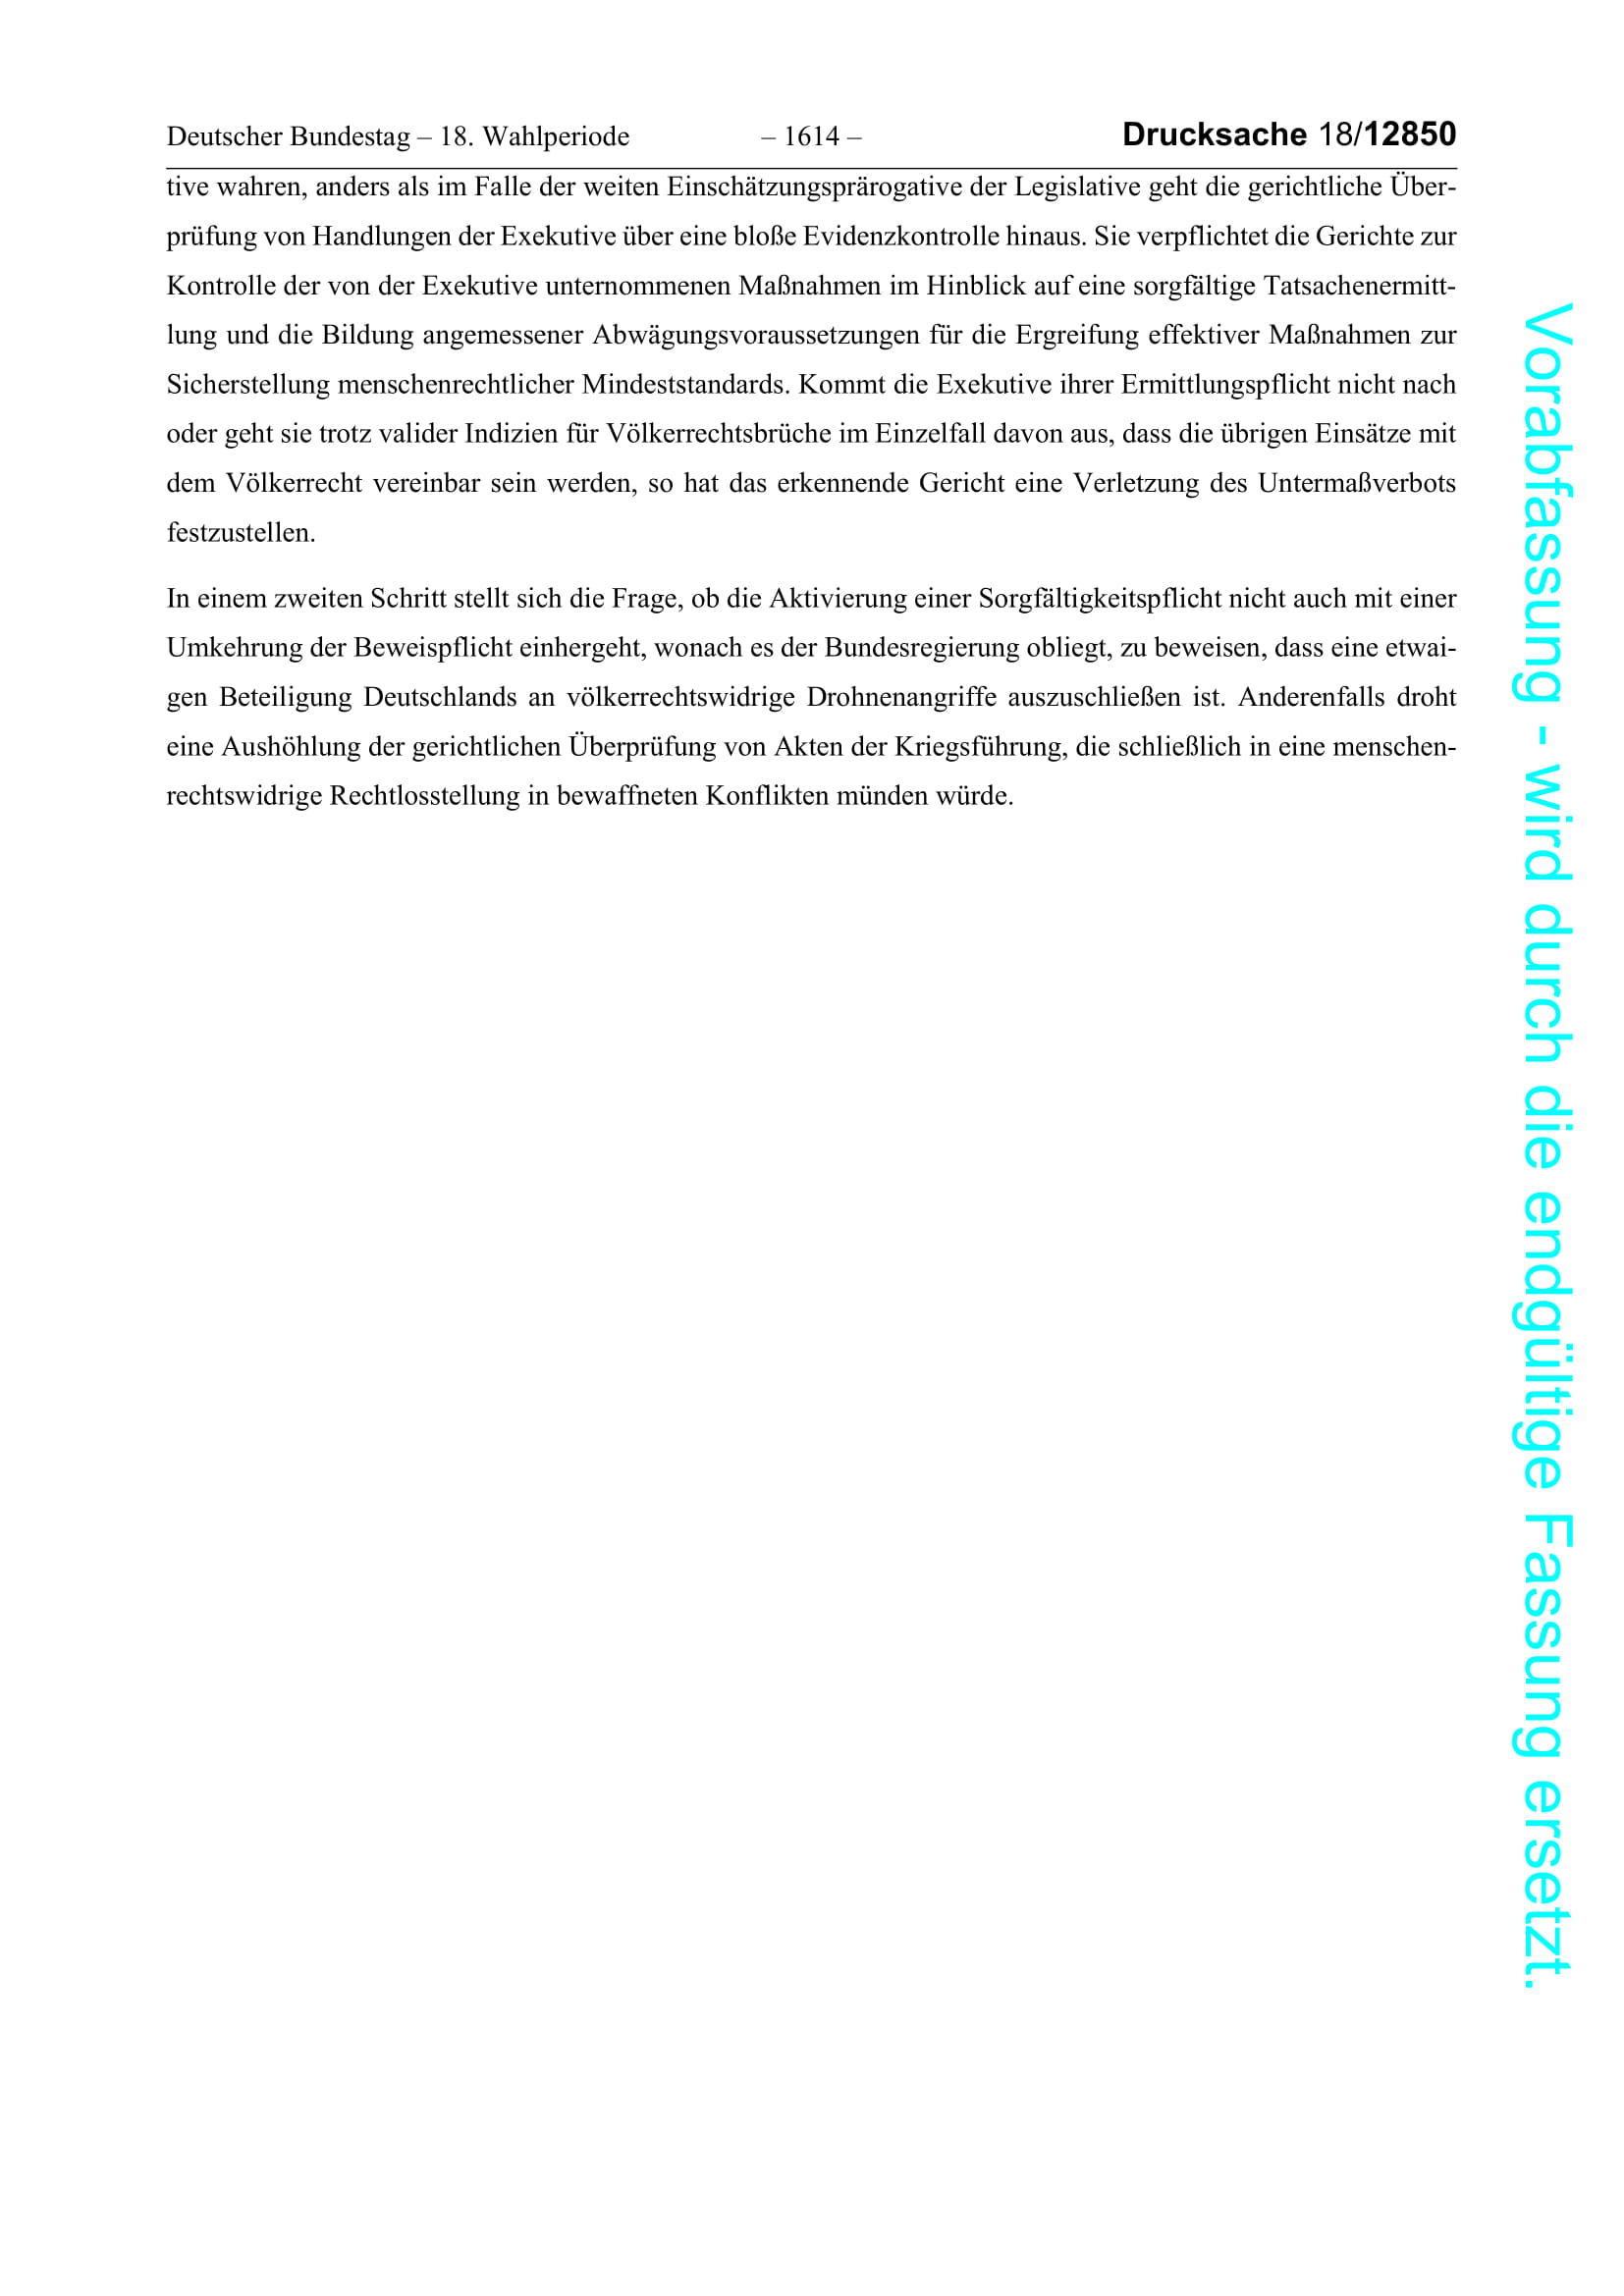 Deutscher Bundestag – 18. Wahlperiode – 1614 – Drucksache 18/12850
tive wahren, anders als im Falle der weiten Einschätzungsprärogative der Legislative geht die gerichtliche Über-
prüfung von Handlungen der Exekutive über eine bloße Evidenzkontrolle hinaus. Sie verpflichtet die Gerichte zur
Kontrolle der von der Exekutive unternommenen Maßnahmen im Hinblick auf eine sorgfältige Tatsachenermitt-
lung und die Bildung angemessener Abwägungsvoraussetzungen für die Ergreifung effektiver Maßnahmen zur
Sicherstellung menschenrechtlicher Mindeststandards. Kommt die Exekutive ihrer Ermittlungspflicht nicht nach
oder geht sie trotz valider Indizien für Völkerrechtsbrüche im Einzelfall davon aus, dass die übrigen Einsätze mit
dem Völkerrecht vereinbar sein werden, so hat das erkennende Gericht eine Verletzung des Untermaßverbots
festzustellen.
In einem zweiten Schritt stellt sich die Frage, ob die Aktivierung einer Sorgfältigkeitspflicht nicht auch mit einer
Umkehrung der Beweispflicht einhergeht, wonach es der Bundesregierung obliegt, zu beweisen, dass eine etwai-
gen Beteiligung Deutschlands an völkerrechtswidrige Drohnenangriffe auszuschließen ist. Anderenfalls droht
eine Aushöhlung der gerichtlichen Überprüfung von Akten der Kriegsführung, die schließlich in eine menschen-
rechtswidrige Rechtlosstellung in bewaffneten Konflikten münden würde.
Vorabfassung - wird durch die endgültige Fassung ersetzt.